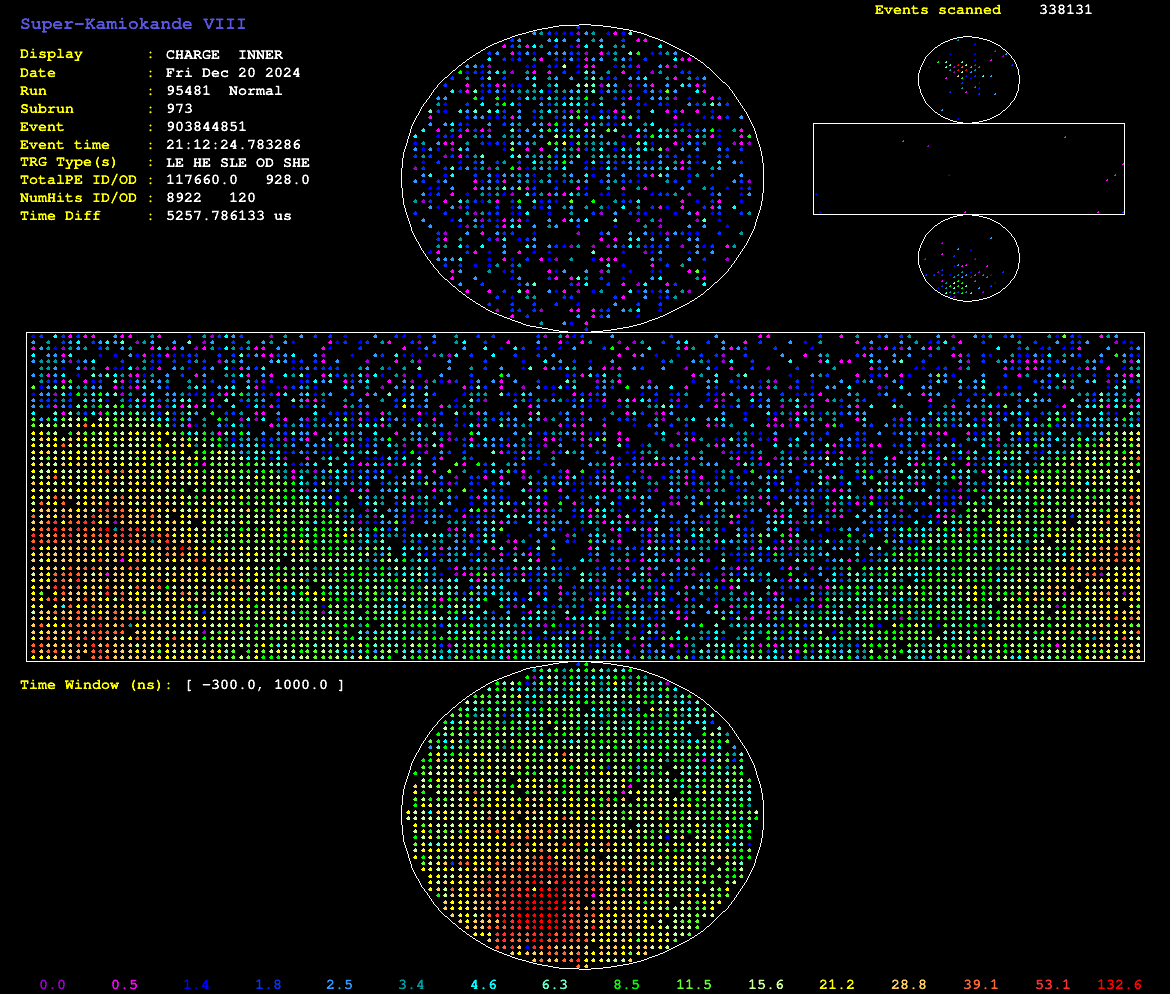 Super-Kamiokande VIII
Events scanned 338131
Display : CHARGE INNER
Date : Fri Dec 20 2024
Run : 95481 Normal
Subrun : 973
Event : 903844851
Event time : 21:12:24.783286
TRG Type(s) : LE HE SLE OD SHE
TotalPE ID/OD : 117660.0 928.0
NumHits ID/OD : 8922 120
Time Diff : 5257.786133 us
Time Window (ns): [ −300.0, 1000.0 ]
0.0 0.5 1.4 1.8 2.5 3.4 4.6 6.3 8.5 11.5 15.6 21.2 28.8 39.1 53.1 132.6